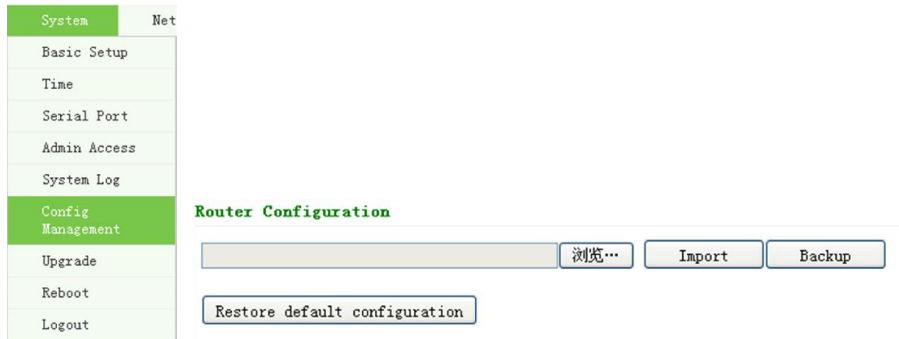 System Net
Basic Setup
Time
Serial Port
Admin Access
System Log
Config
Management
Upgrade
Reboot
Logout
Router Configuration
浏览… Import Backup
Restore default configuration